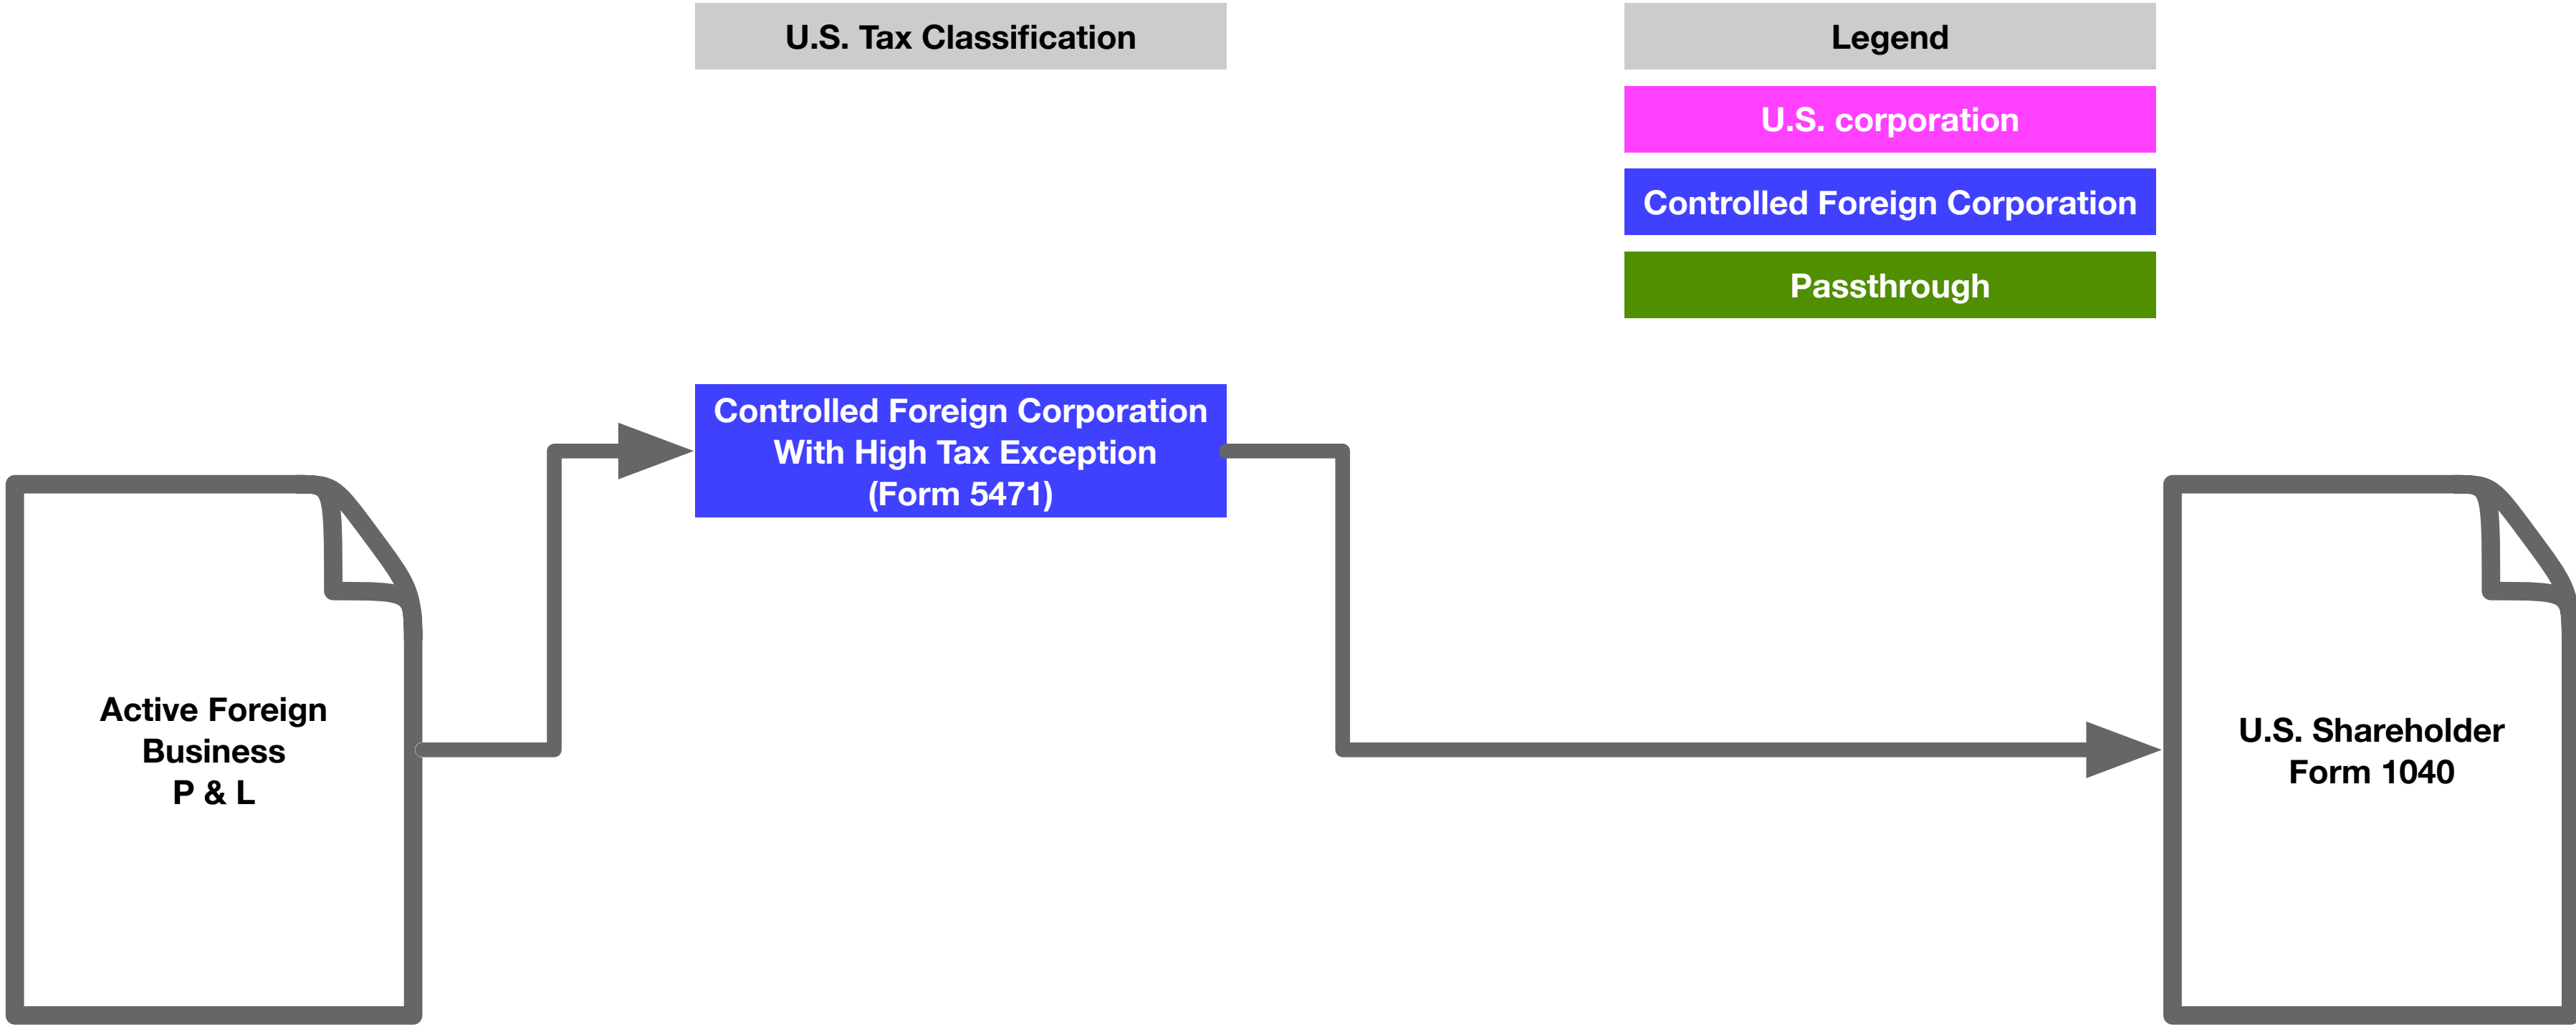 U.S. Tax Classification
Legend
U.S. corporation
Controlled Foreign Corporation
Passthrough
Controlled Foreign Corporation
With High Tax Exception
(Form 5471)
Active Foreign
Business
P & L
U.S. Shareholder
Form 1040